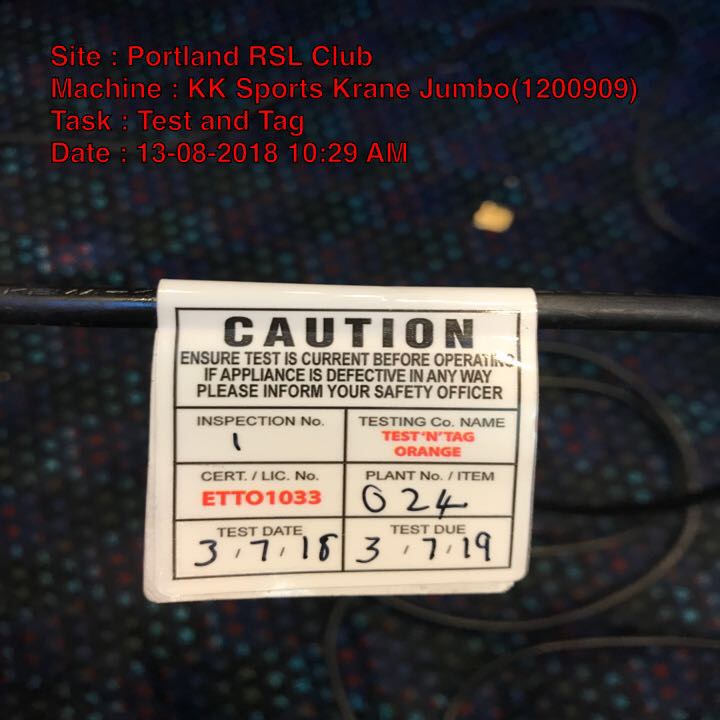 Site : Portland RSL Club
Machine : KK Sports Krane Jumbo(1200909)
Task : Test and Tag
Date : 13-08-2018 10:29 AM
CAUTION
ENSURE TEST IS CURRENT BEFORE OPERATING
IF APPLIANCE IS DEFECTIVE IN ANY WAY
PLEASE INFORM YOUR SAFETY OFFICER
INSPECTION No.
1
TESTING Co. NAME
TEST'N'TAG
ORANGE
CERT. / LIC. No.
ETTO1033
PLANT No. / ITEM
024
TEST DATE
3/7/18
TEST DUE
3/7/19